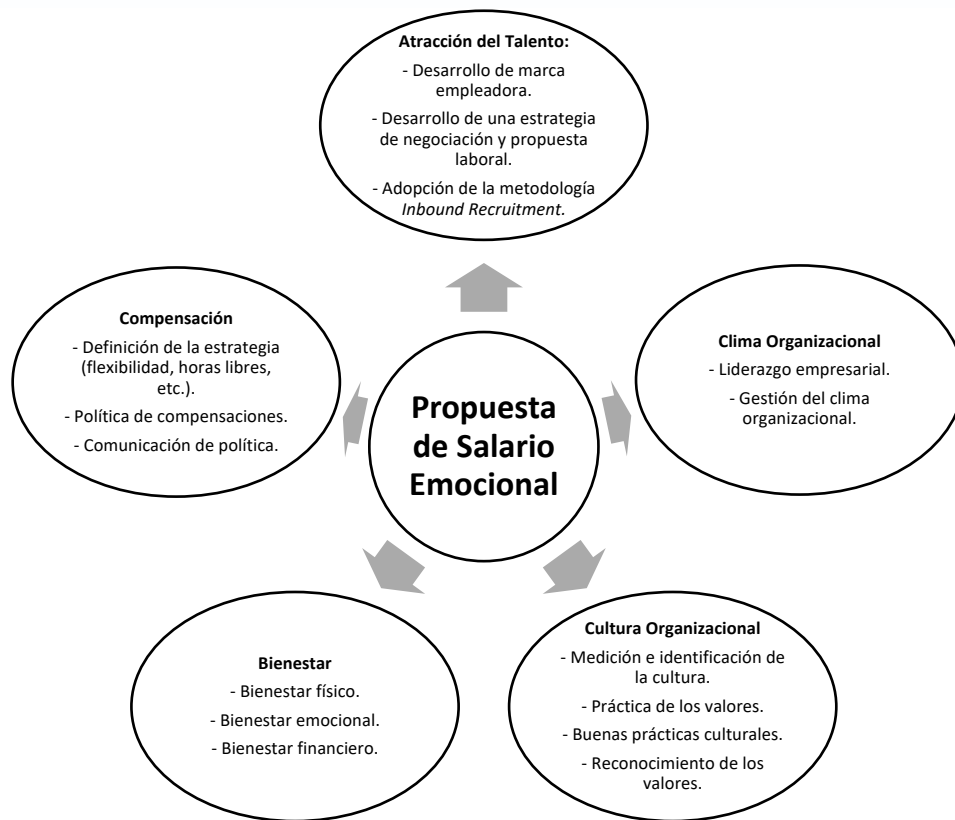 Atracción del Talento:
- Desarrollo de marca
empleadora.
- Desarrollo de una estrategia
de negociación y propuesta
laboral.
- Adopción de la metodología
Inbound Recruitment.
Compensación
- Definición de la estrategia
(flexibilidad, horas libres,
etc.).
- Política de compensaciones.
- Comunicación de política.
Propuesta
de Salario
Emocional
Clima Organizacional
- Liderazgo empresarial.
- Gestión del clima
organizacional.
Bienestar
- Bienestar físico.
- Bienestar emocional.
- Bienestar financiero.
Cultura Organizacional
- Medición e identificación de
la cultura.
- Práctica de los valores.
- Buenas prácticas culturales.
- Reconocimiento de los
valores.